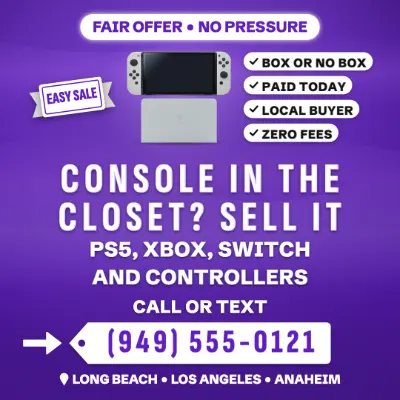 FAIR OFFER • NO PRESSURE
EASY SALE
✓ BOX OR NO BOX
✓ PAID TODAY
✓ LOCAL BUYER
✓ ZERO FEES
CONSOLE IN THE
CLOSET? SELL IT
PS5, XBOX, SWITCH
AND CONTROLLERS
CALL OR TEXT
(949) 555-0121
LONG BEACH • LOS ANGELES • ANAHEIM